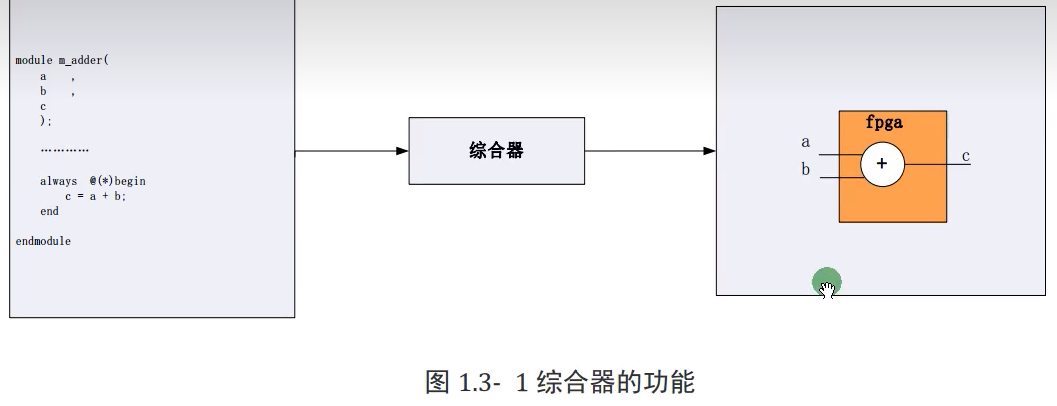 module m_adder(
a ,
b ,
c
);
…………
always @(*)begin
c = a + b;
end
endmodule
综合器
fpga
a
b
+
c
图 1.3- 1 综合器的功能